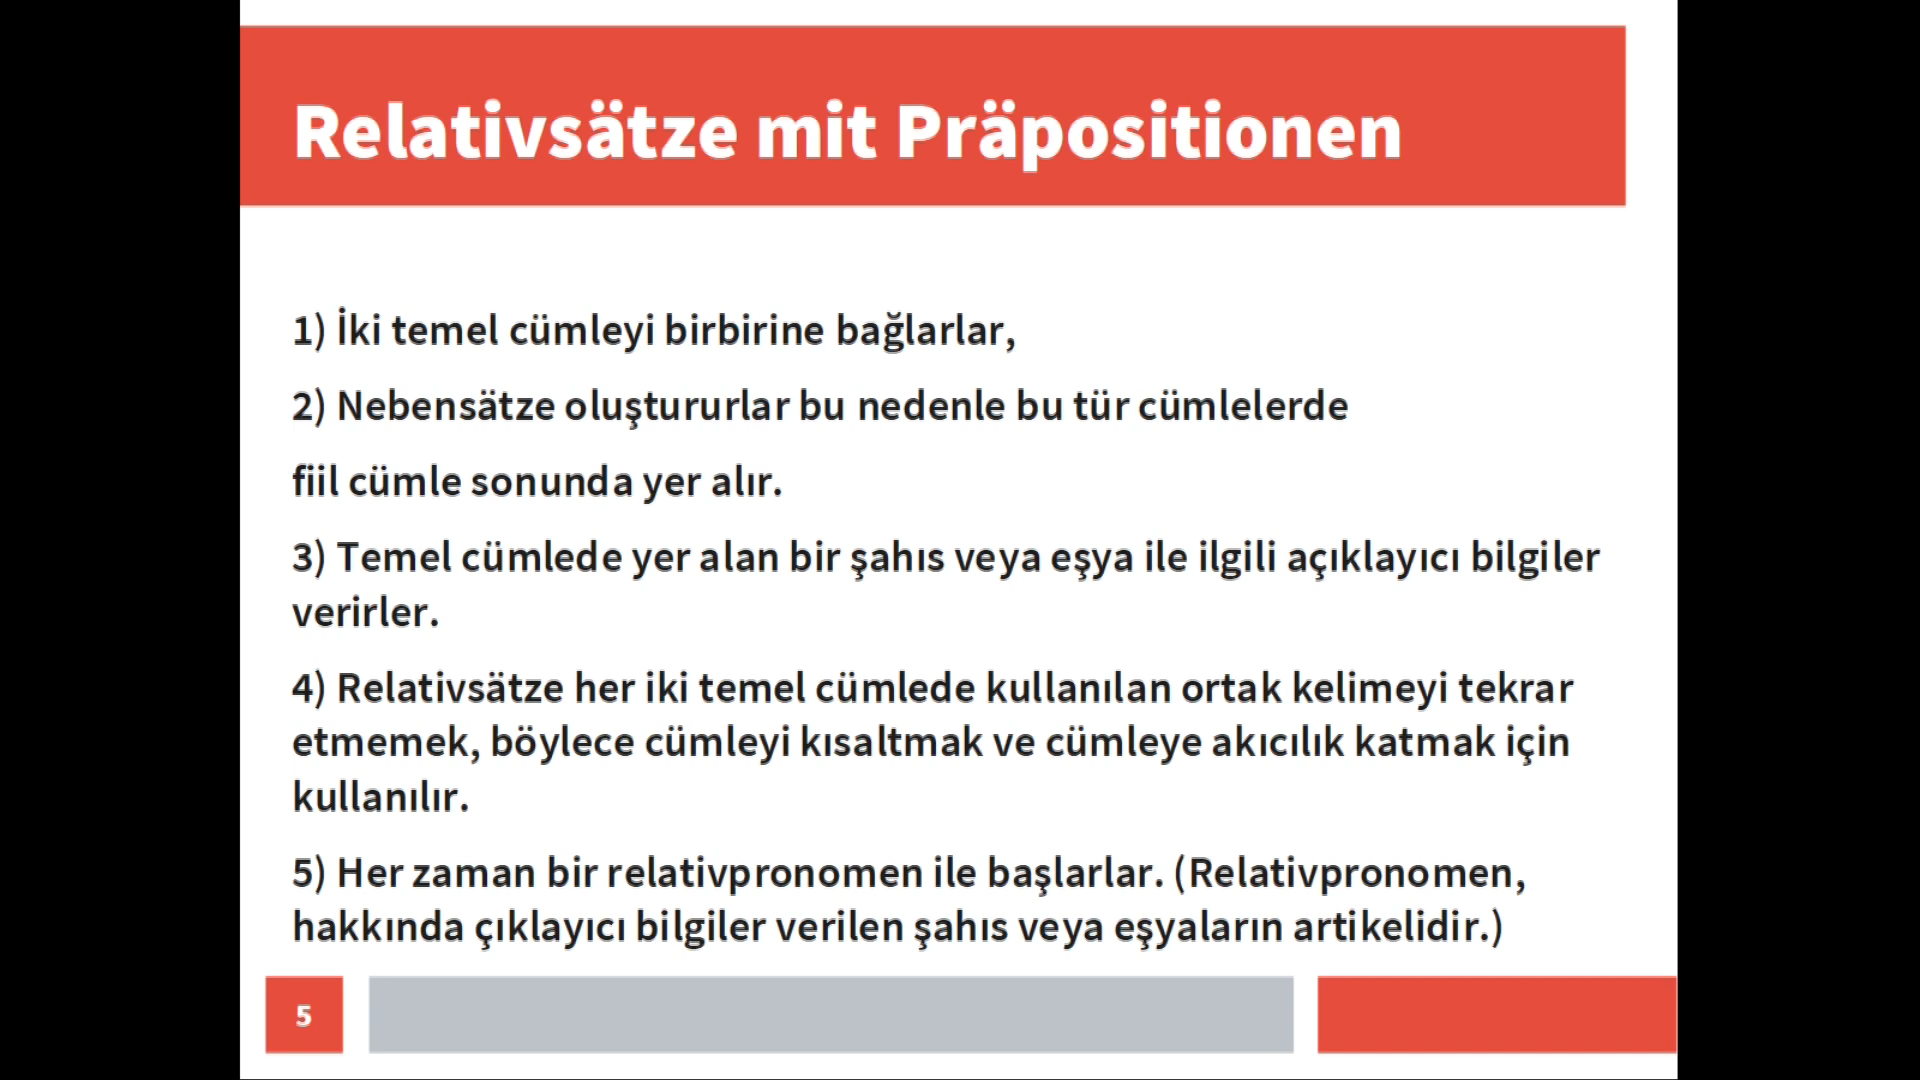 Relativsätze mit Präpositionen
1) İki temel cümleyi birbirine bağlarlar,
2) Nebensätze oluştururlar bu nedenle bu tür cümlelerde
fiil cümle sonunda yer alır.
3) Temel cümlede yer alan bir şahıs veya eşya ile ilgili açıklayıcı bilgiler
verirler.
4) Relativsätze her iki temel cümlede kullanılan ortak kelimeyi tekrar
etmemek, böylece cümleyi kısaltmak ve cümleye akıcılık katmak için
kullanılır.
5) Her zaman bir relativpronomen ile başlarlar. (Relativpronomen,
hakkında çıklayıcı bilgiler verilen şahıs veya eşyaların artikelidir.)
5